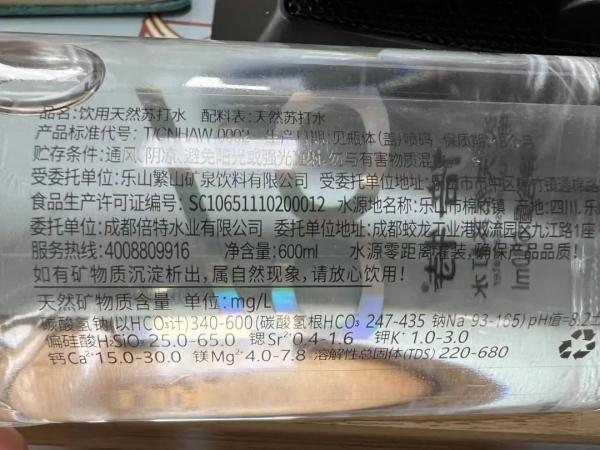 品名:饮用天然苏打水 配料表:天然苏打水
产品标准代号: T/CNHAW 0002 生产日期:见瓶体(盖)喷码 保质期:
贮存条件:通风、阴凉、避免阳光或强光 勿与有害物质混
受委托单位:乐山繁山矿泉饮料有限公司 受委托单位地址:
食品生产许可证编号: SC10651110200012 水源地名称:乐山市棉竹镇 产地:四川.乐
委托单位:成都倍特水业有限公司 委托单位地址:成都蛟龙工业港双流园区九江路1座
服务热线:4008809916 净含量:600ml 水源零距离灌装,确保产品品质!
如有矿物质沉淀析出,属自然现象,请放心饮用!
天然矿物质含量 单位:mg/L
碳酸氢钠(以HCO₃计)340-600(碳酸氢根HCO₃ 247-435 钠Na⁺93-165) pH值=8.2±
偏硅酸H₂SiO₃ 25.0-65.0 锶Sr²⁺0.4-1.6 钾K⁺ 1.0-3.0
钙Ca²⁺15.0-30.0 镁Mg²⁺4.0-7.8 溶解性总固体(TDS) 220-680